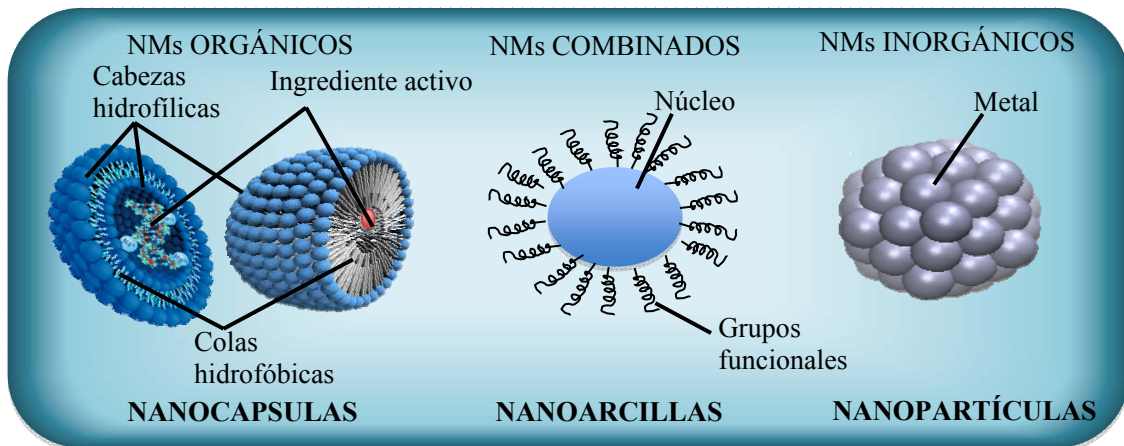 NMs ORGÁNICOS
Cabezas
hidrofílicas
Ingrediente activo
Colas
hidrofóbicas
NANOCAPSULAS
NMs COMBINADOS
Núcleo
Grupos
funcionales
NANOARCILLAS
NMs INORGÁNICOS
Metal
NANOPARTÍCULAS